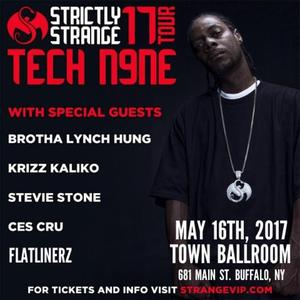 STRICTLY STRANGE 17 TOUR
TECH N9NE
WITH SPECIAL GUESTS
BROTHA LYNCH HUNG
KRIZZ KALIKO
STEVIE STONE
CES CRU
FLATLINERZ
MAY 16TH, 2017
TOWN BALLROOM
681 MAIN ST. BUFFALO, NY
FOR TICKETS AND INFO VISIT STRANGEVIP.COM